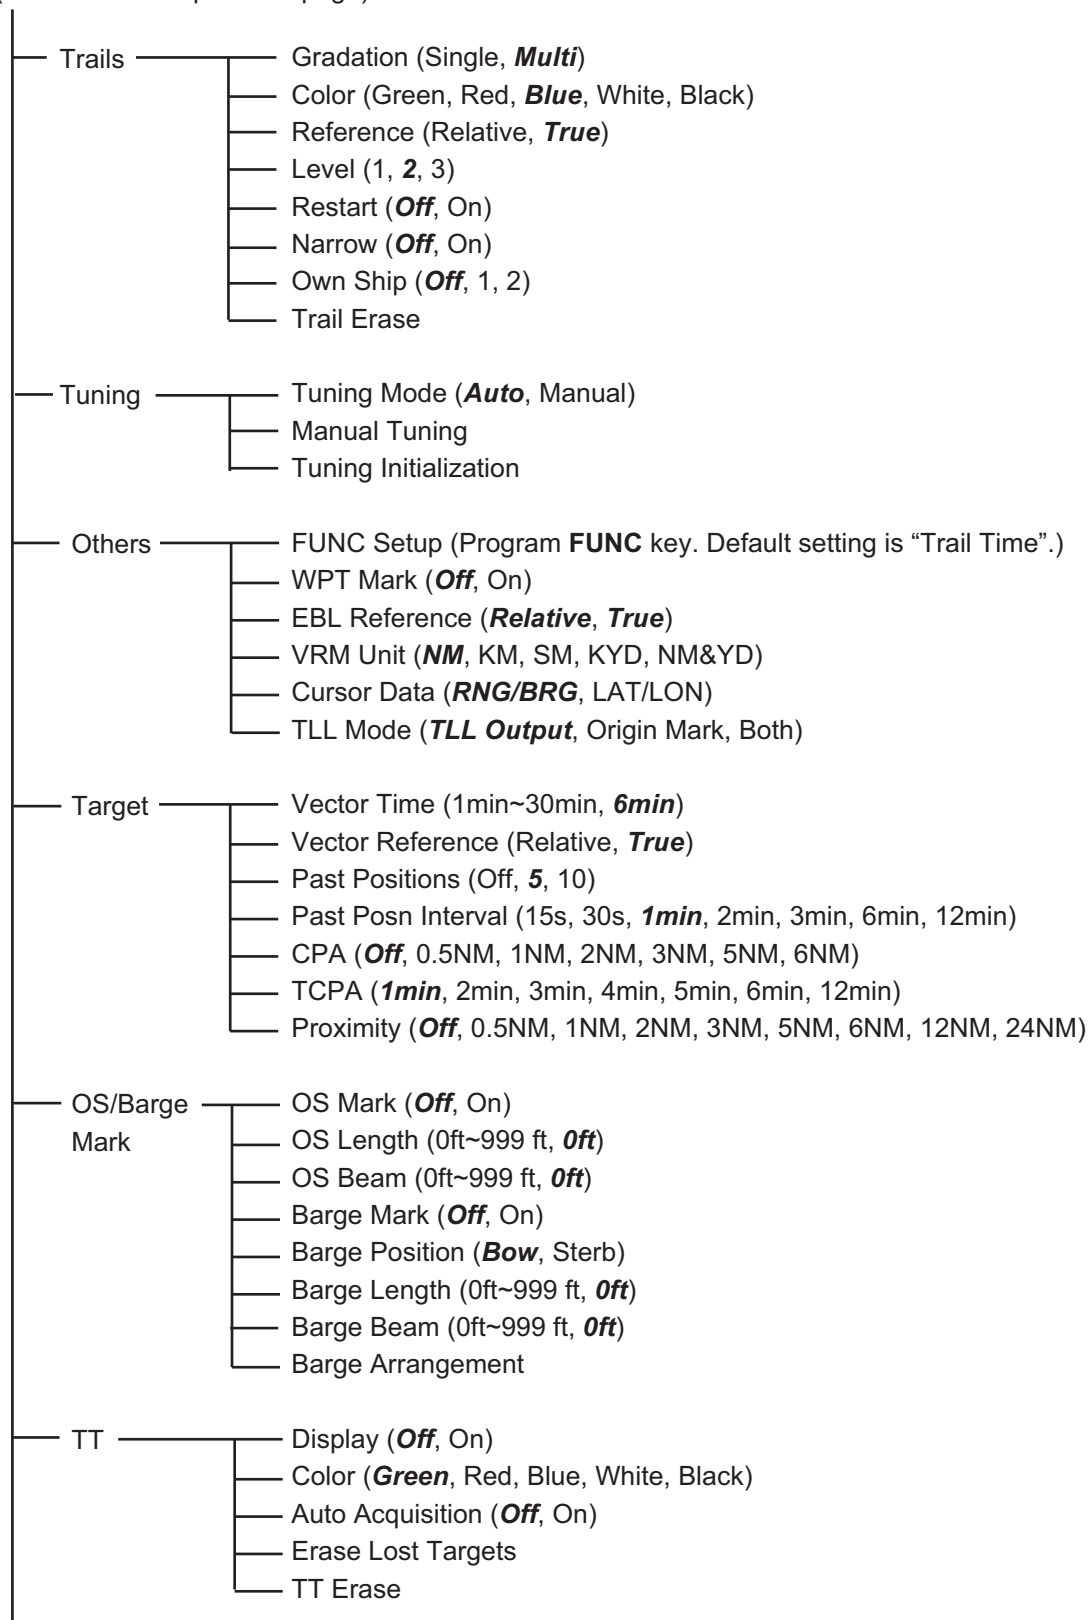 Trails Gradation (Single, Multi)
Color (Green, Red, Blue, White, Black)
Reference (Relative, True)
Level (1, 2, 3)
Restart (Off, On)
Narrow (Off, On)
Own Ship (Off, 1, 2)
Trail Erase
Tuning Tuning Mode (Auto, Manual)
Manual Tuning
Tuning Initialization
Others FUNC Setup (Program FUNC key. Default setting is “Trail Time”.)
WPT Mark (Off, On)
EBL Reference (Relative, True)
VRM Unit (NM, KM, SM, KYD, NM&YD)
Cursor Data (RNG/BRG, LAT/LON)
TLL Mode (TLL Output, Origin Mark, Both)
Target Vector Time (1min~30min, 6min)
Vector Reference (Relative, True)
Past Positions (Off, 5, 10)
Past Posn Interval (15s, 30s, 1min, 2min, 3min, 6min, 12min)
CPA (Off, 0.5NM, 1NM, 2NM, 3NM, 5NM, 6NM)
TCPA (1min, 2min, 3min, 4min, 5min, 6min, 12min)
Proximity (Off, 0.5NM, 1NM, 2NM, 3NM, 5NM, 6NM, 12NM, 24NM)
OS/Barge OS Mark (Off, On)
Mark OS Length (0ft~999 ft, 0ft)
OS Beam (0ft~999 ft, 0ft)
Barge Mark (Off, On)
Barge Position (Bow, Sterb)
Barge Length (0ft~999 ft, 0ft)
Barge Beam (0ft~999 ft, 0ft)
Barge Arrangement
TT Display (Off, On)
Color (Green, Red, Blue, White, Black)
Auto Acquisition (Off, On)
Erase Lost Targets
TT Erase